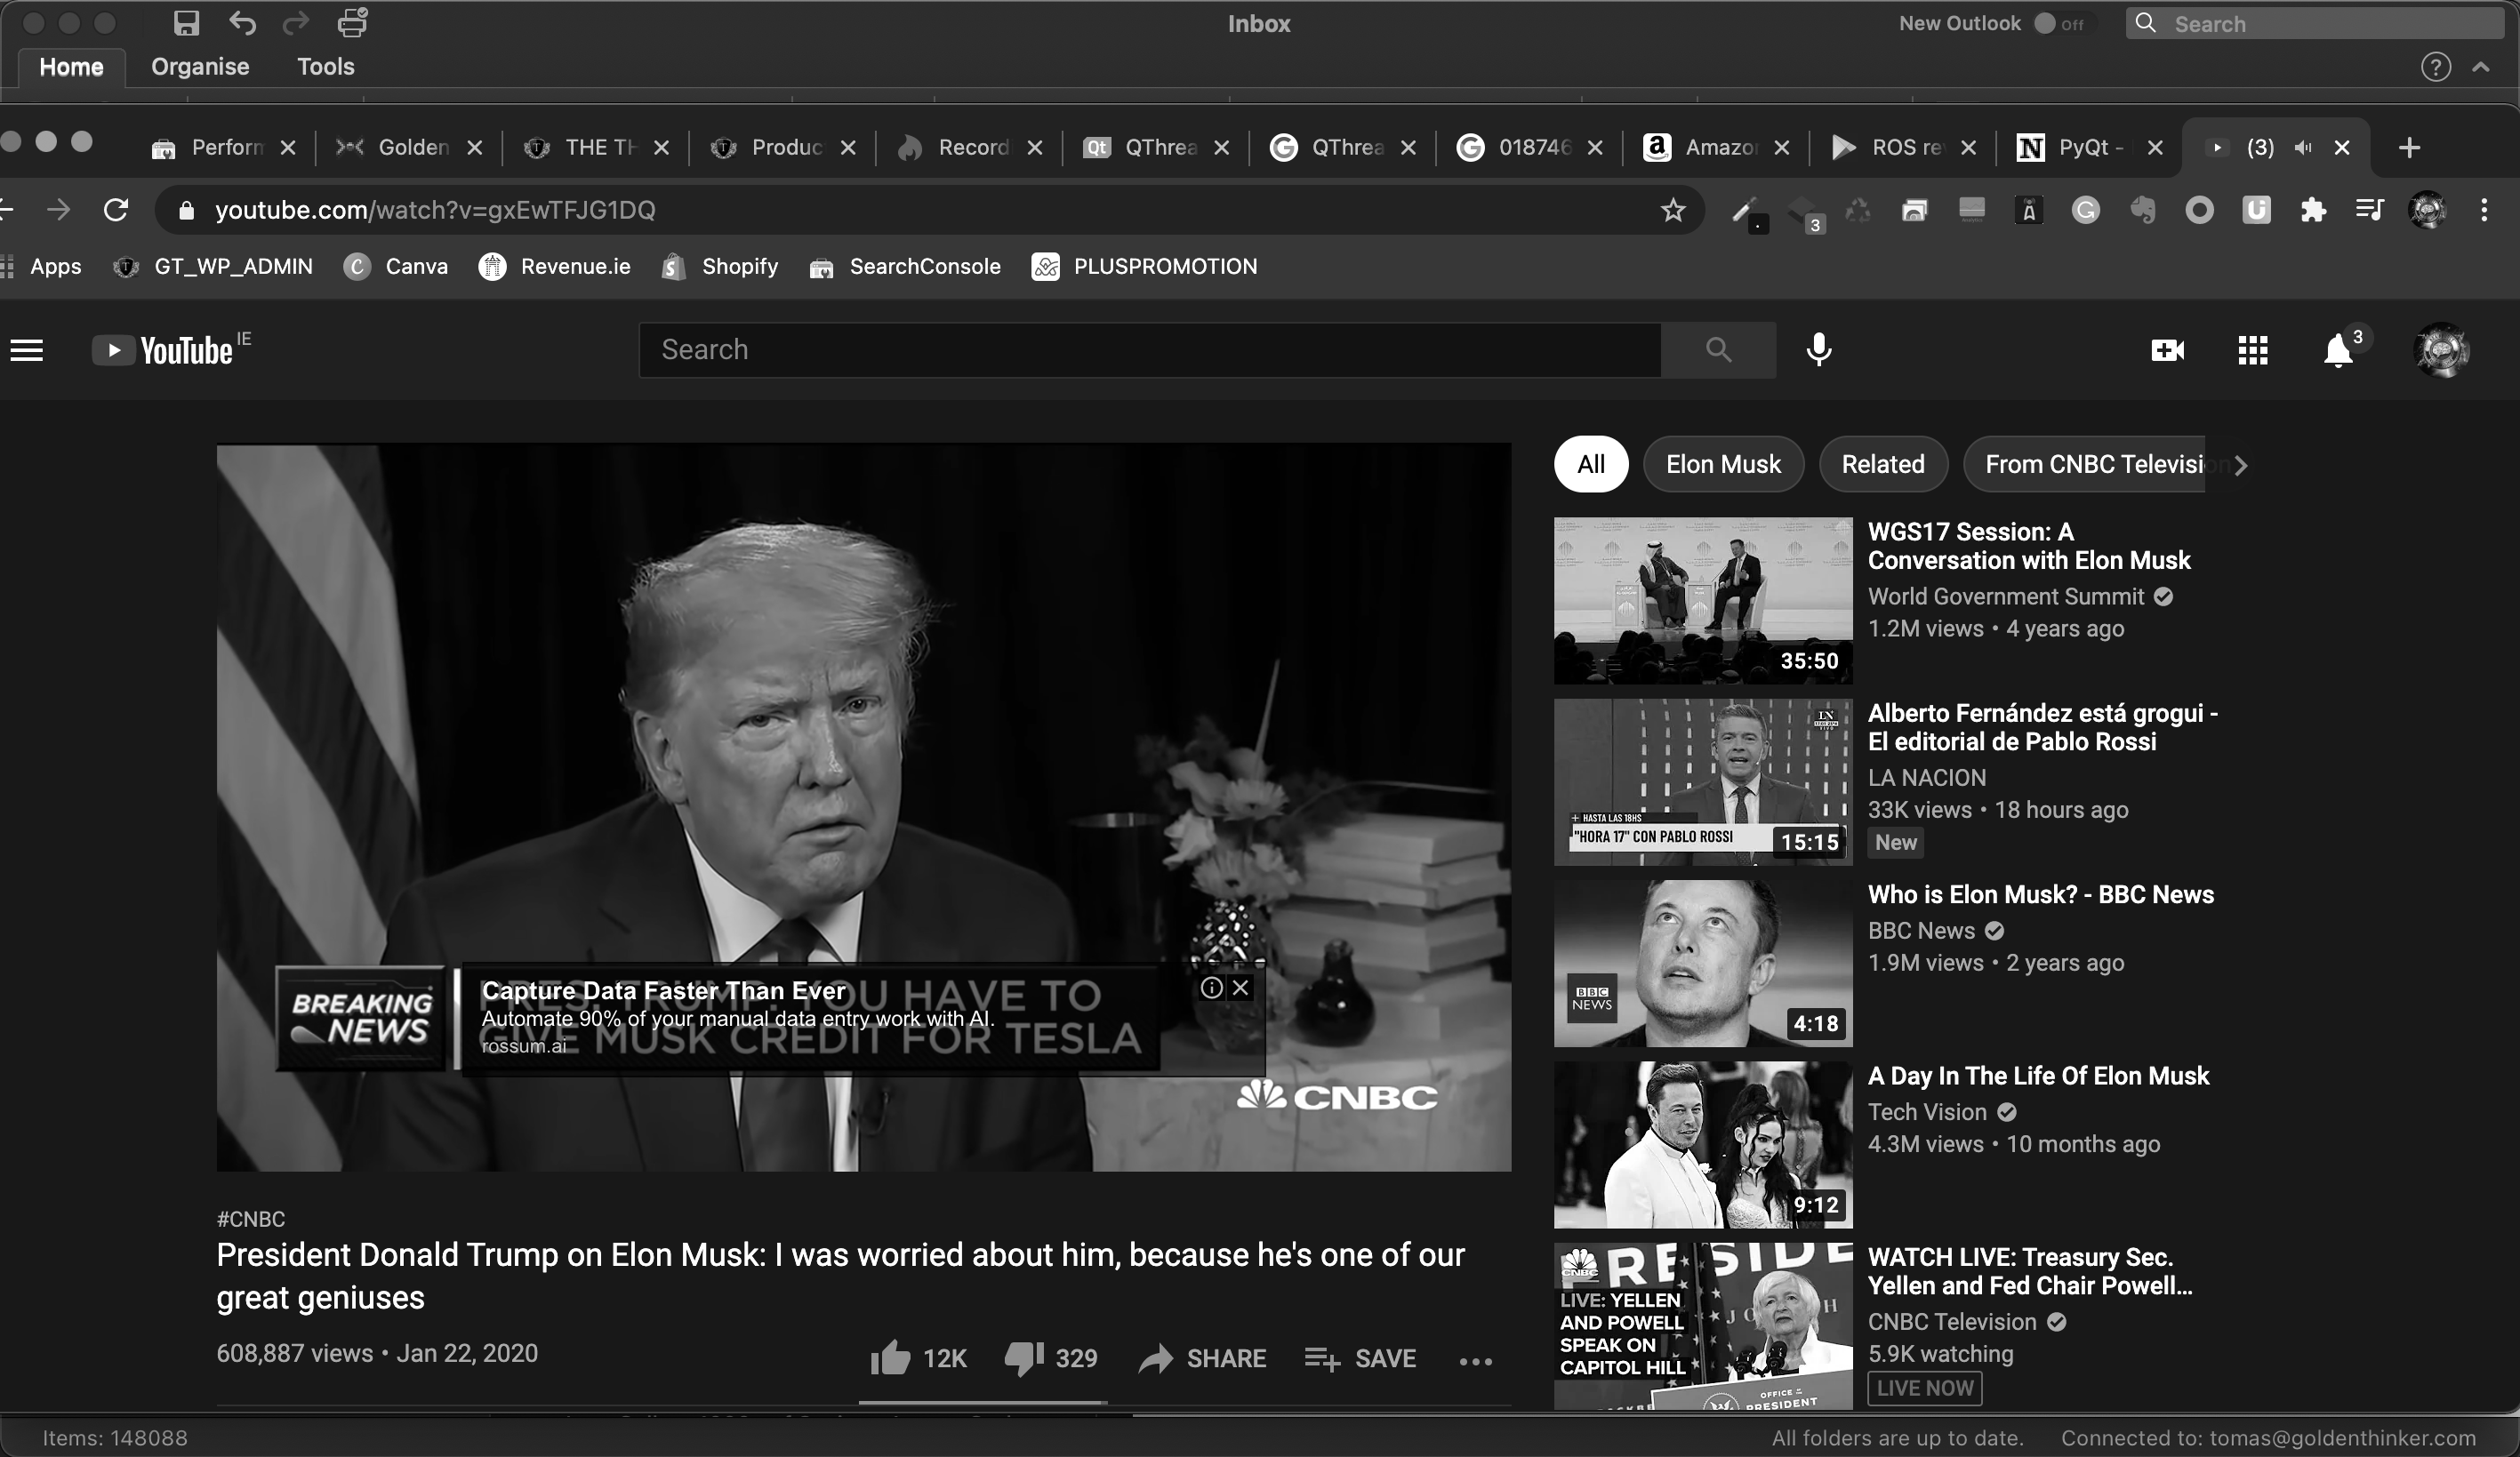 Inbox
New Outlook Off
Search
Home Organise Tools
Perform Golden THE TH Produc Record QThrea QThrea 018746 Amazon ROS re PyQt - (3)
youtube.com/watch?v=gxEwTFJG1DQ
3
Apps GT_WP_ADMIN Canva Revenue.ie Shopify SearchConsole PLUSPROMOTION
YouTube IE
Search
3
BREAKING
NEWS
PRES. TRUMP: YOU HAVE TO
GIVE MUSK CREDIT FOR TESLA
Capture Data Faster Than Ever
Automate 90% of your manual data entry work with AI.
rossum.ai
CNBC
#CNBC
President Donald Trump on Elon Musk: I was worried about him, because he's one of our
great geniuses
608,887 views • Jan 22, 2020
12K 329 SHARE SAVE
All Elon Musk Related From CNBC Television
35:50
WGS17 Session: A
Conversation with Elon Musk
World Government Summit
1.2M views • 4 years ago
LN
+ HASTA LAS 18HS
"HORA 17" CON PABLO ROSSI
15:15
Alberto Fernández está grogui -
El editorial de Pablo Rossi
LA NACION
33K views • 18 hours ago
New
BBC
NEWS
4:18
Who is Elon Musk? - BBC News
BBC News
1.9M views • 2 years ago
9:12
A Day In The Life Of Elon Musk
Tech Vision
4.3M views • 10 months ago
CNBC
PRESIDE
LIVE: YELLEN
AND POWELL
SPEAK ON
CAPITOL HILL
OFFICE of
PRESIDENT
WATCH LIVE: Treasury Sec.
Yellen and Fed Chair Powell...
CNBC Television
5.9K watching
LIVE NOW
Items: 148088
All folders are up to date. Connected to: tomas@goldenthinker.com